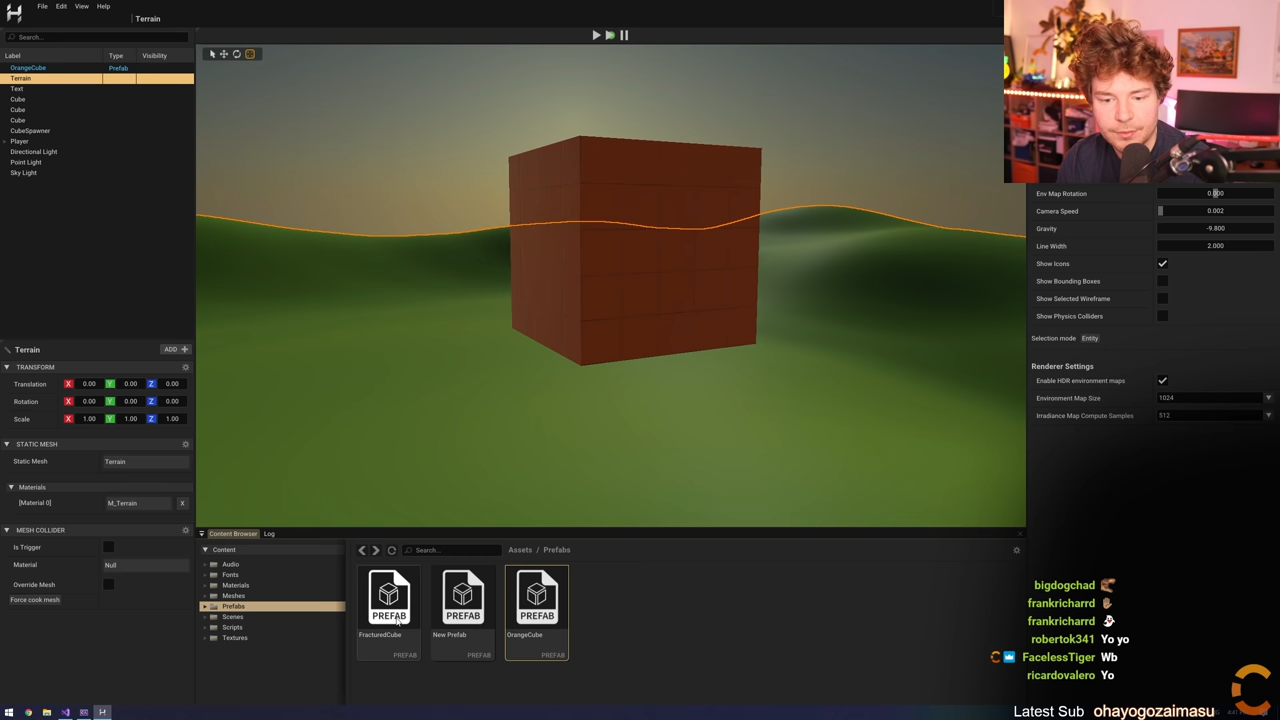 File Edit View Help
Terrain
Search...
Label Type Visibility
OrangeCube Prefab
Terrain
Text
Cube
Cube
Cube
CubeSpawner
Player
Directional Light
Point Light
Sky Light
Terrain ADD
TRANSFORM
Translation X 0.00 Y 0.00 Z 0.00
Rotation X 0.00 Y 0.00 Z 0.00
Scale X 1.00 Y 1.00 Z 1.00
STATIC MESH
Static Mesh Terrain
Materials
[Material 0] M_Terrain X
MESH COLLIDER
Is Trigger
Material Null
Override Mesh
Force cook mesh
Env Map Rotation 0.000
Camera Speed 0.002
Gravity -9.800
Line Width 2.000
Show Icons
Show Bounding Boxes
Show Selected Wireframe
Show Physics Colliders
Selection mode Entity
Renderer Settings
Enable HDR environment maps
Environment Map Size 1024
Irradiance Map Compute Samples 512
Content Browser Log
Content
Audio
Fonts
Materials
Meshes
Prefabs
Scenes
Scripts
Textures
Search... Assets / Prefabs
PREFAB PREFAB PREFAB
FracturedCube New Prefab OrangeCube
PREFAB PREFAB PREFAB
bigdogchad
frankricharrd
frankricharrd
robertok341 Yo yo
FacelessTiger Wb
ricardovalero Yo
Latest Sub ohayogozaimasu